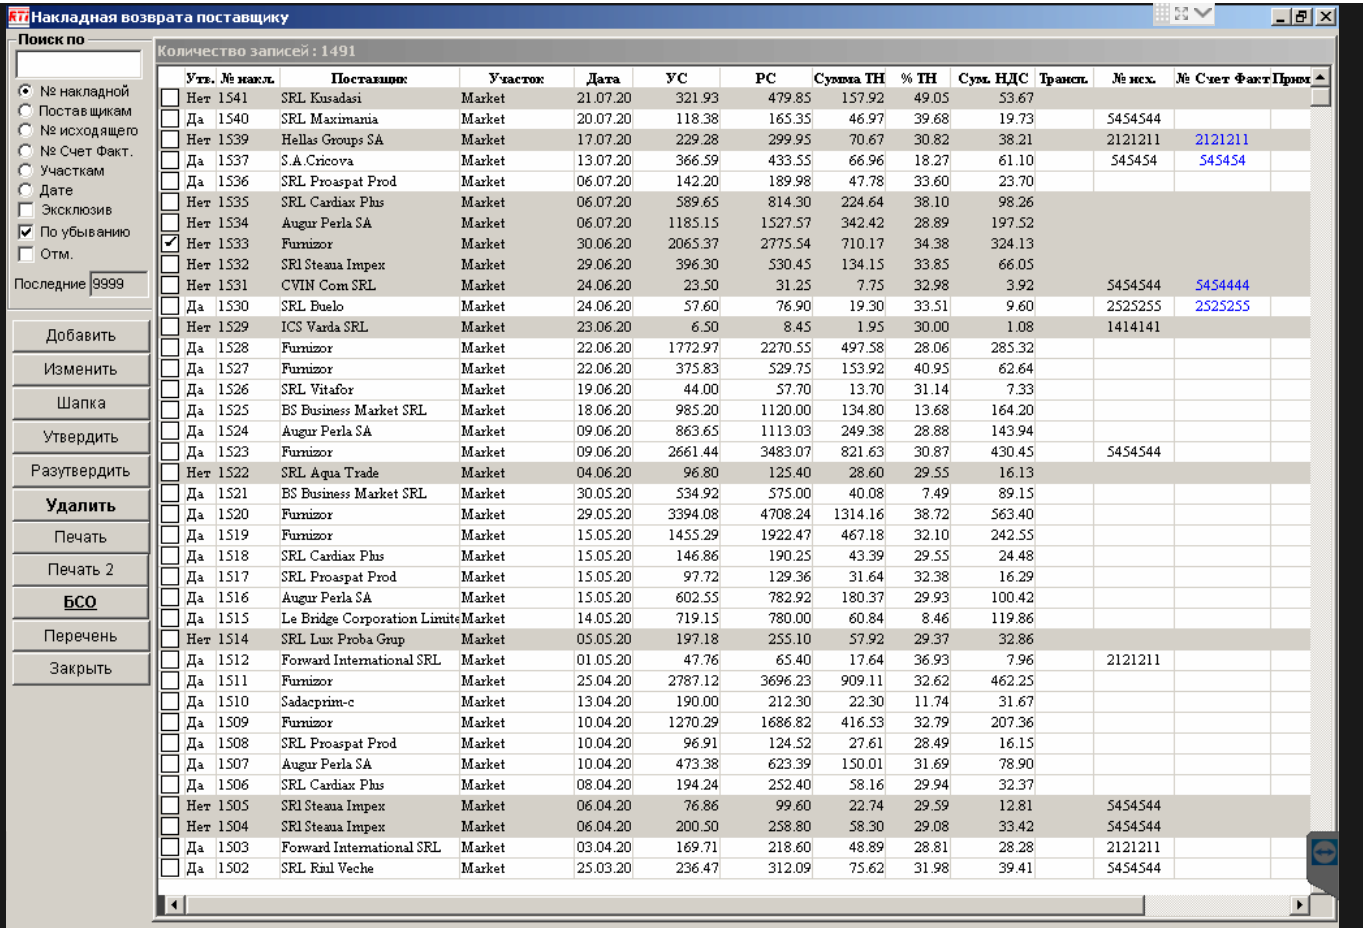 RTi Накладная возврата поставщику
Поиск по
№ накладной
Поставщикам
№ исходящего
№ Счет Факт.
Участкам
Дате
Эксклюзив
По убыванию
Отм.
Последние 9999
Добавить
Изменить
Шапка
Утвердить
Разутвердить
Удалить
Печать
Печать 2
БСО
Перечень
Закрыть
Количество записей : 1491
Утв. № накл. Поставщик Участок Дата УС РС Сумма ТН % ТН Сум. НДС Трансп. № исх. № Счет Факт Прим
Нет 1541 SRL Kusadasi Market 21.07.20 321.93 479.85 157.92 49.05 53.67
Да 1540 SRL Maximania Market 20.07.20 118.38 165.35 46.97 39.68 19.73 5454544
Нет 1539 Hellas Groups SA Market 17.07.20 229.28 299.95 70.67 30.82 38.21 2121211 2121211
Да 1537 S.A.Cricova Market 13.07.20 366.59 433.55 66.96 18.27 61.10 545454 545454
Да 1536 SRL Proaspat Prod Market 06.07.20 142.20 189.98 47.78 33.60 23.70
Нет 1535 SRL Cardiax Plus Market 06.07.20 589.65 814.30 224.64 38.10 98.26
Нет 1534 Augur Perla SA Market 06.07.20 1185.15 1527.57 342.42 28.89 197.52
Нет 1533 Furnizor Market 30.06.20 2065.37 2775.54 710.17 34.38 324.13
Нет 1532 SRl Steaua Impex Market 29.06.20 396.30 530.45 134.15 33.85 66.05
Нет 1531 CVIN Com SRL Market 24.06.20 23.50 31.25 7.75 32.98 3.92 5454544 5454444
Да 1530 SRL Buelo Market 24.06.20 57.60 76.90 19.30 33.51 9.60 2525255 2525255
Нет 1529 ICS Varda SRL Market 23.06.20 6.50 8.45 1.95 30.00 1.08 1414141
Да 1528 Furnizor Market 22.06.20 1772.97 2270.55 497.58 28.06 285.32
Да 1527 Furnizor Market 22.06.20 375.83 529.75 153.92 40.95 62.64
Да 1526 SRL Vitafor Market 19.06.20 44.00 57.70 13.70 31.14 7.33
Да 1525 BS Business Market SRL Market 18.06.20 985.20 1120.00 134.80 13.68 164.20
Да 1524 Augur Perla SA Market 09.06.20 863.65 1113.03 249.38 28.88 143.94
Да 1523 Furnizor Market 09.06.20 2661.44 3483.07 821.63 30.87 430.45 5454544
Нет 1522 SRL Aqua Trade Market 04.06.20 96.80 125.40 28.60 29.55 16.13
Да 1521 BS Business Market SRL Market 30.05.20 534.92 575.00 40.08 7.49 89.15
Да 1520 Furnizor Market 29.05.20 3394.08 4708.24 1314.16 38.72 563.40
Да 1519 Furnizor Market 15.05.20 1455.29 1922.47 467.18 32.10 242.55
Да 1518 SRL Cardiax Plus Market 15.05.20 146.86 190.25 43.39 29.55 24.48
Да 1517 SRL Proaspat Prod Market 15.05.20 97.72 129.36 31.64 32.38 16.29
Да 1516 Augur Perla SA Market 15.05.20 602.55 782.92 180.37 29.93 100.42
Да 1515 Le Bridge Corporation Limite Market 14.05.20 719.15 780.00 60.84 8.46 119.86
Нет 1514 SRL Lux Proba Grup Market 05.05.20 197.18 255.10 57.92 29.37 32.86
Да 1512 Forward International SRL Market 01.05.20 47.76 65.40 17.64 36.93 7.96 2121211
Да 1511 Furnizor Market 25.04.20 2787.12 3696.23 909.11 32.62 462.25
Да 1510 Sadacprim-c Market 13.04.20 190.00 212.30 22.30 11.74 31.67
Да 1509 Furnizor Market 10.04.20 1270.29 1686.82 416.53 32.79 207.36
Да 1508 SRL Proaspat Prod Market 10.04.20 96.91 124.52 27.61 28.49 16.15
Да 1507 Augur Perla SA Market 10.04.20 473.38 623.39 150.01 31.69 78.90
Да 1506 SRL Cardiax Plus Market 08.04.20 194.24 252.40 58.16 29.94 32.37
Нет 1505 SRl Steaua Impex Market 06.04.20 76.86 99.60 22.74 29.59 12.81 5454544
Нет 1504 SRl Steaua Impex Market 06.04.20 200.50 258.80 58.30 29.08 33.42 5454544
Да 1503 Forward International SRL Market 03.04.20 169.71 218.60 48.89 28.81 28.28 2121211
Да 1502 SRL Riul Veche Market 25.03.20 236.47 312.09 75.62 31.98 39.41 5454544